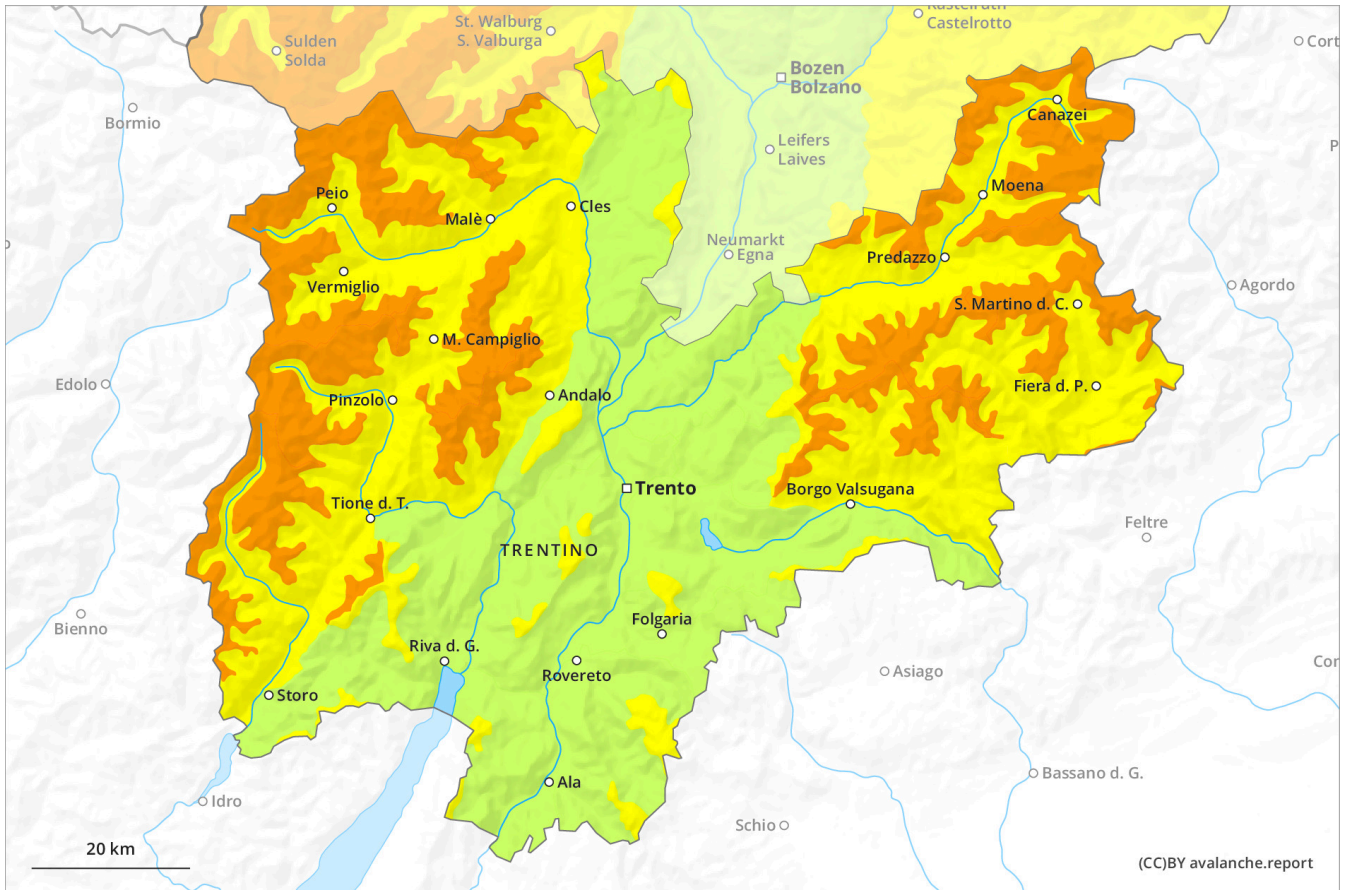 Kastelruth
Castelrotto
St. Walburg
S. Valburga
Sulden
Solda
Cort
Bozen
Bolzano
Bormio
Canazei
Leifers
Laives
P
Moena
Peio
Malè
Cles
Neumarkt
Egna
Predazzo
Vermiglio
Agordo
S. Martino d. C.
M. Campiglio
Edolo
Fiera d. P.
Andalo
Pinzolo
Trento
Borgo Valsugana
Tione d. T.
Feltre
TRENTINO
Bienno
Folgaria
Riva d. G.
Cor
Asiago
Rovereto
Storo
Bassano d. G.
Ala
Idro
Schio
20 km
(CC)BY avalanche.report